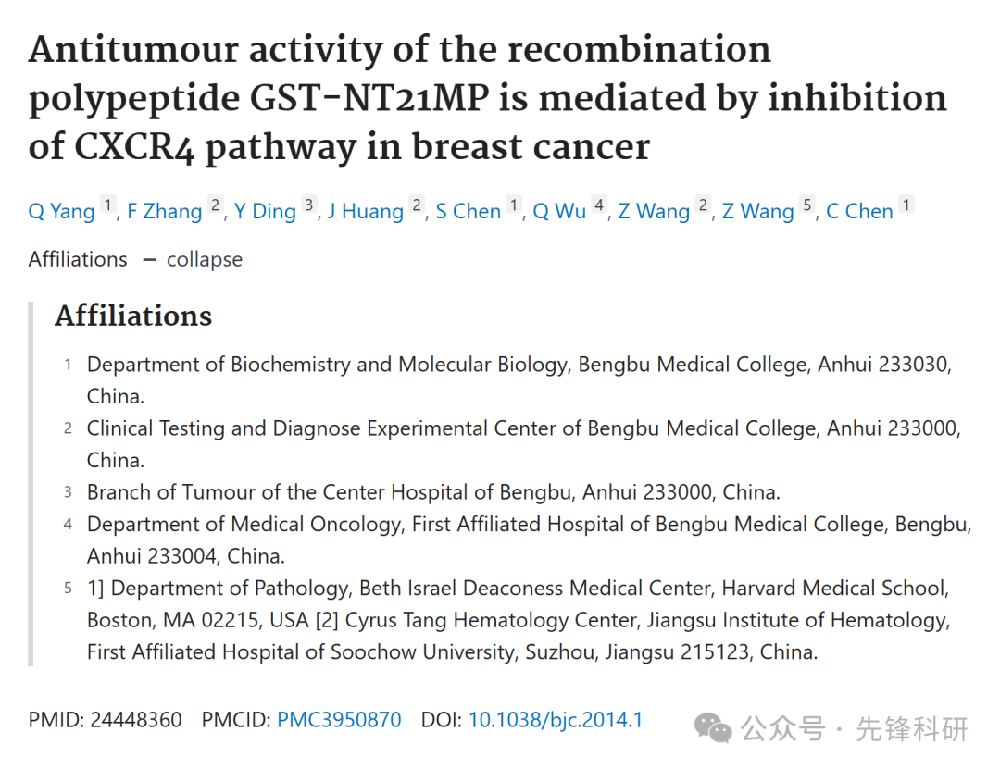 Antitumour activity of the recombination
polypeptide GST-NT21MP is mediated by inhibition
of CXCR4 pathway in breast cancer
Q Yang 1, F Zhang 2, Y Ding 3, J Huang 2, S Chen 1, Q Wu 4, Z Wang 2, Z Wang 5, C Chen 1
Affiliations — collapse
Affiliations
1 Department of Biochemistry and Molecular Biology, Bengbu Medical College, Anhui 233030,
China.
2 Clinical Testing and Diagnose Experimental Center of Bengbu Medical College, Anhui 233000,
China.
3 Branch of Tumour of the Center Hospital of Bengbu, Anhui 233000, China.
4 Department of Medical Oncology, First Affiliated Hospital of Bengbu Medical College, Bengbu,
Anhui 233004, China.
5 1] Department of Pathology, Beth Israel Deaconess Medical Center, Harvard Medical School,
Boston, MA 02215, USA [2] Cyrus Tang Hematology Center, Jiangsu Institute of Hematology,
First Affiliated Hospital of Soochow University, Suzhou, Jiangsu 215123, China.
PMID: 24448360 PMCID: PMC3950870 DOI: 10.1038/bjc.2014.1
公众号 · 先锋科研